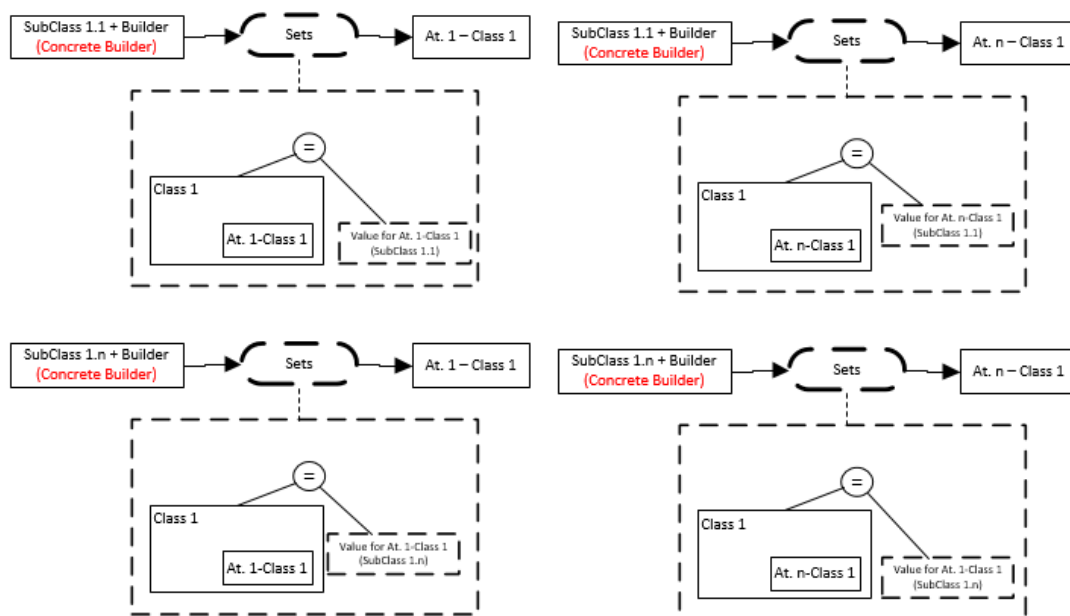 SubClass 1.1 + Builder
(Concrete Builder)
Sets
At. 1 – Class 1
=
Class 1
At. 1-Class 1
Value for At. 1-Class 1
(SubClass 1.1)
SubClass 1.1 + Builder
(Concrete Builder)
Sets
At. n – Class 1
=
Class 1
At. n-Class 1
Value for At. n-Class 1
(SubClass 1.1)
SubClass 1.n + Builder
(Concrete Builder)
Sets
At. 1 – Class 1
=
Class 1
At. 1-Class 1
Value for At. 1-Class 1
(SubClass 1.n)
SubClass 1.n + Builder
(Concrete Builder)
Sets
At. n – Class 1
=
Class 1
At. n-Class 1
Value for At. 1-Class 1
(SubClass 1.n)